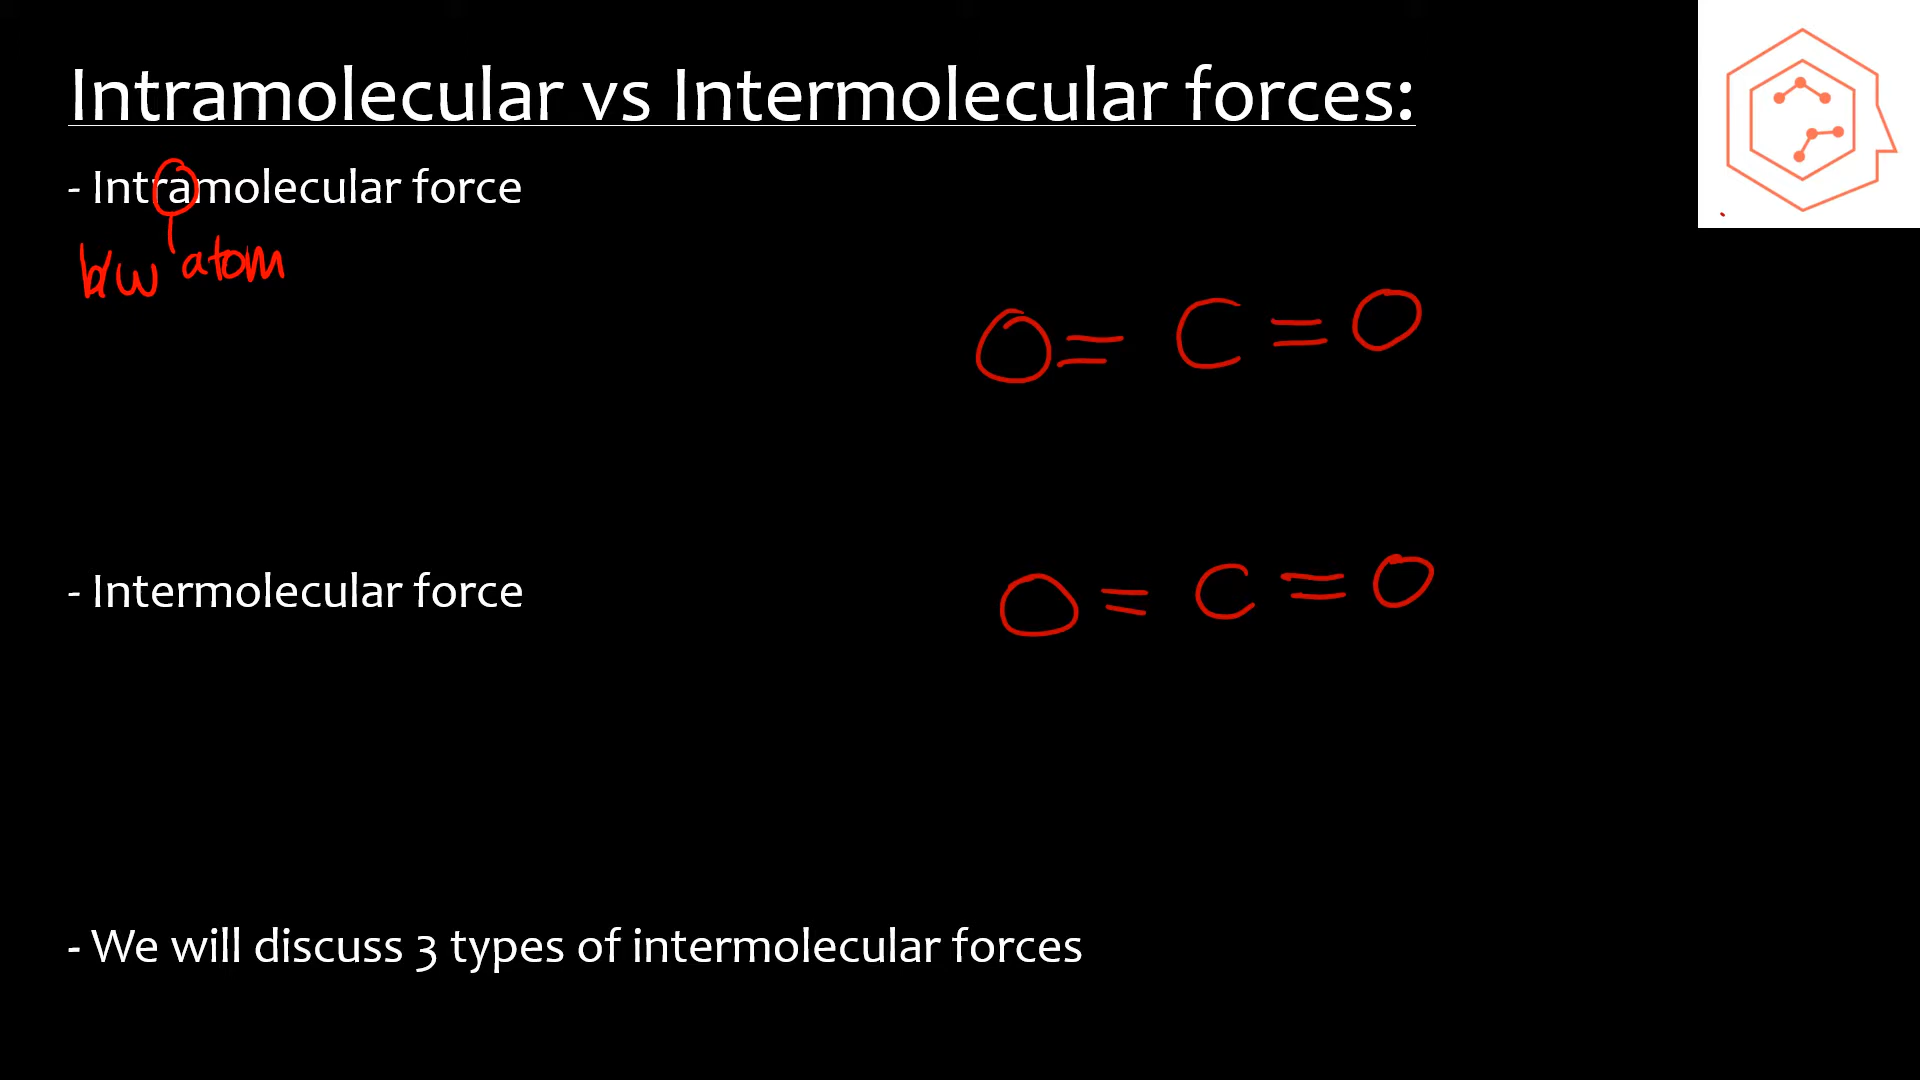 Intramolecular vs Intermolecular forces:
- Intramolecular force
b/w atom
O = C = O
- Intermolecular force
O = C = O
- We will discuss 3 types of intermolecular forces